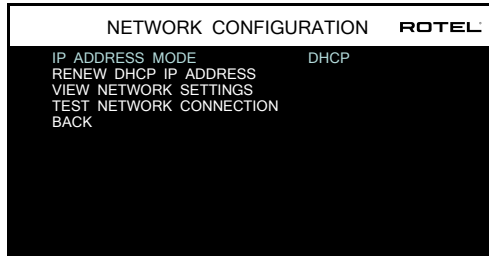 NETWORK CONFIGURATION ROTEL
IP ADDRESS MODE DHCP
RENEW DHCP IP ADDRESS
VIEW NETWORK SETTINGS
TEST NETWORK CONNECTION
BACK